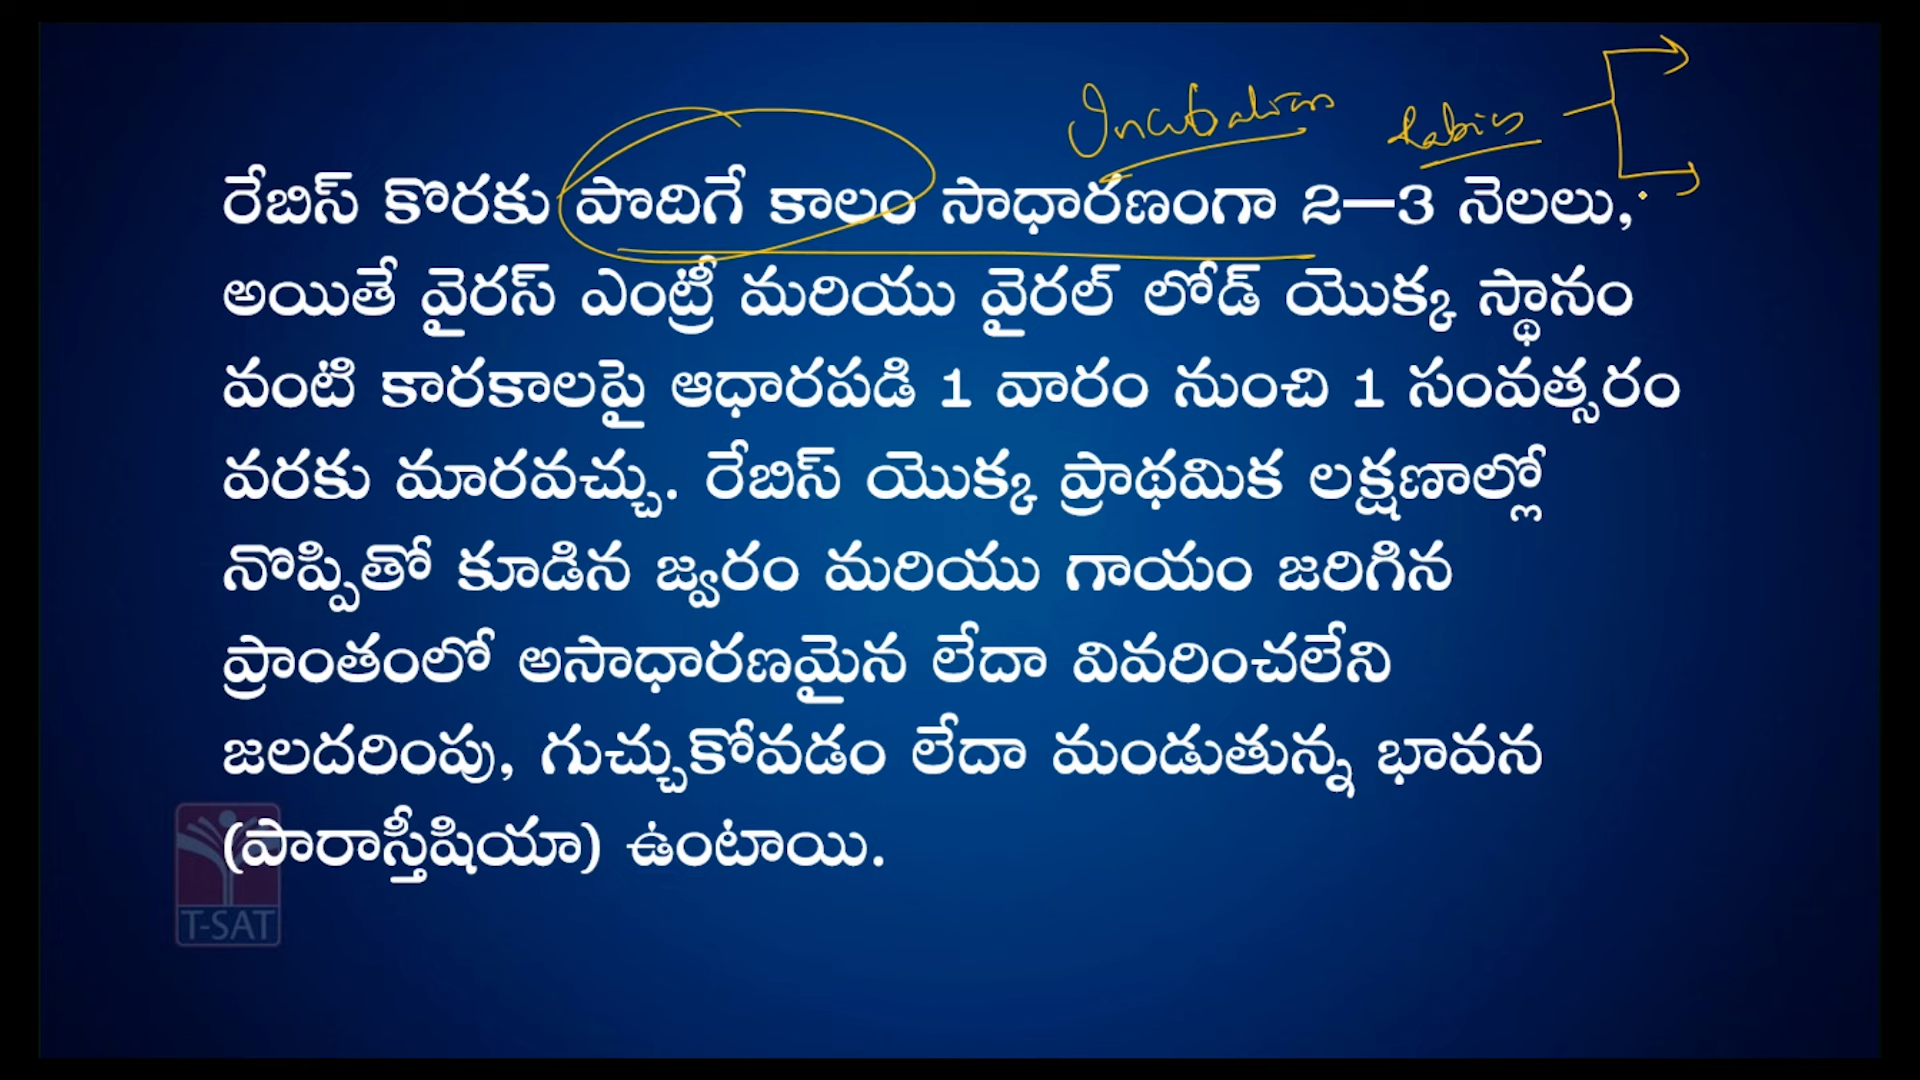 Incubation Rabies
రేబిస్ కొరకు పొదిగే కాలం సాధారణంగా 2–3 నెలలు,
అయితే వైరస్ ఎంట్రీ మరియు వైరల్ లోడ్ యొక్క స్థానం
వంటి కారకాలపై ఆధారపడి 1 వారం నుంచి 1 సంవత్సరం
వరకు మారవచ్చు. రేబిస్ యొక్క ప్రాథమిక లక్షణాల్లో
నొప్పితో కూడిన జ్వరం మరియు గాయం జరిగిన
ప్రాంతంలో అసాధారణమైన లేదా వివరించలేని
జలదరింపు, గుచ్చుకోవడం లేదా మండుతున్న భావన
(పారాస్తీషియా) ఉంటాయి.
T-SAT